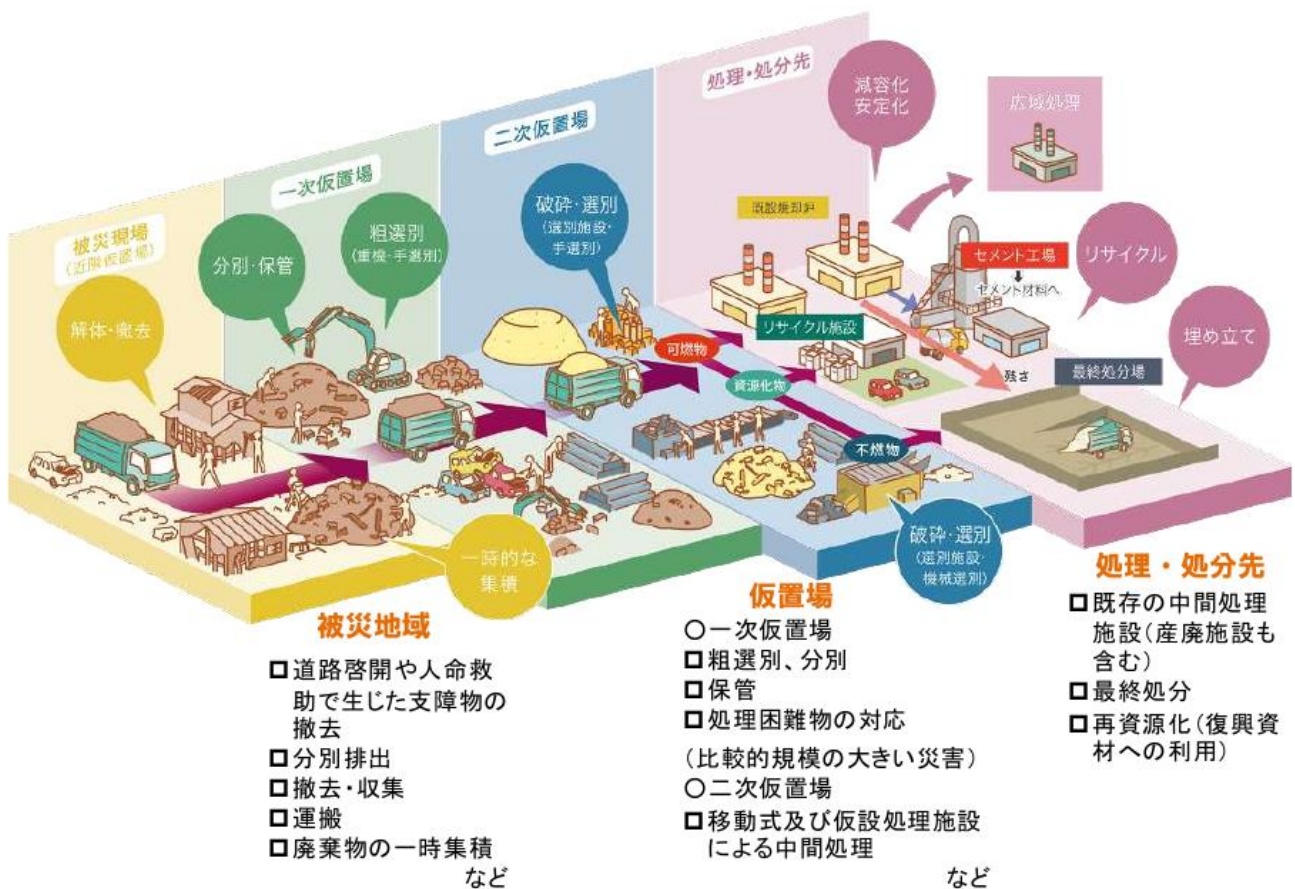 被災現場
(近隣仮置場)
解体・撤去
一時的な
集積
一次仮置場
分別・保管
粗選別
(重機・手選別)
二次仮置場
破砕・選別
(選別施設・
手選別)
可燃物
資源化物
不燃物
破砕・選別
(選別施設・
機械選別)
処理・処分先
減容化
安定化
広域処理
既設焼却炉
セメント工場
セメント材料へ
リサイクル
リサイクル施設
残さ
最終処分場
埋め立て
被災地域
□道路啓開や人命救
助で生じた支障物の
撤去
□分別排出
□撤去・収集
□運搬
□廃棄物の一時集積
など
仮置場
○一次仮置場
□粗選別、分別
□保管
□処理困難物の対応
(比較的規模の大きい災害)
○二次仮置場
□移動式及び仮設処理施設
による中間処理
など
処理・処分先
□既存の中間処理
施設(産廃施設も
含む)
□最終処分
□再資源化(復興資
材への利用)